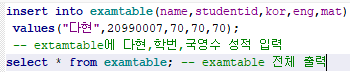 insert into examtable(name,studentid,kor,eng,mat)
values("다현",20990007,70,70,70);
-- extamtable에 다현,학번,국영수 성적 입력
select * from examtable; -- examtable 전체 출력